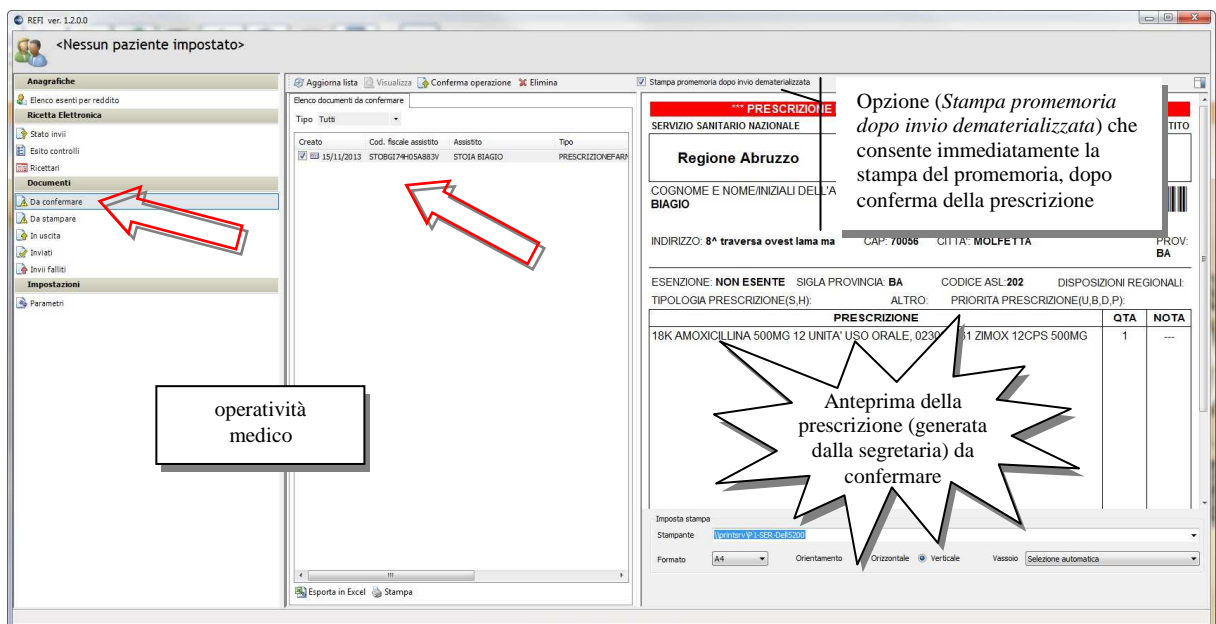 REFI ver. 1.2.0.0
<Nessun paziente impostato>
Anagrafiche
Elenco esenti per reddito
Ricetta Elettronica
Stato invii
Esito controlli
Ricettari
Documenti
Da confermare
Da stampare
In uscita
Inviati
Invii falliti
Impostazioni
Parametri
operatività
medico
Aggiorna lista Visualizza Conferma operazione Elimina
Elenco documenti da confermare
Tipo Tutti
Creato Cod. fiscale assistito Assistito Tipo
15/11/2013 STOBGI74H05A883V STOIA BIAGIO PRESCRIZIONEFARM
Esporta in Excel Stampa
Stampa promemoria dopo invio dematerializzata
Opzione (Stampa promemoria
dopo invio dematerializzata) che
consente immediatamente la
stampa del promemoria, dopo
conferma della prescrizione
*** PRESCRIZIONE
SERVIZIO SANITARIO NAZIONALE
Regione Abruzzo
COGNOME E NOME/INIZIALI DELL'A
BIAGIO
INDIRIZZO: 8^ traversa ovest lama ma CAP: 70056 CITTA': MOLFETTA PROV:
BA
ESENZIONE: NON ESENTE SIGLA PROVINCIA: BA CODICE ASL:202 DISPOSIZIONI REGIONALI:
TIPOLOGIA PRESCRIZIONE(S,H): ALTRO: PRIORITA PRESCRIZIONE(U,B,D,P):
PRESCRIZIONE QTA NOTA
18K AMOXICILLINA 500MG 12 UNITA' USO ORALE, ZIMOX 12CPS 500MG 1 ---
Anteprima della
prescrizione (generata
dalla segretaria) da
confermare
Imposta stampa
Stampante \\printsrv\P1-SER-Dell5200
Formato A4 Orientamento Orizzontale Verticale Vassoio Selezione automatica